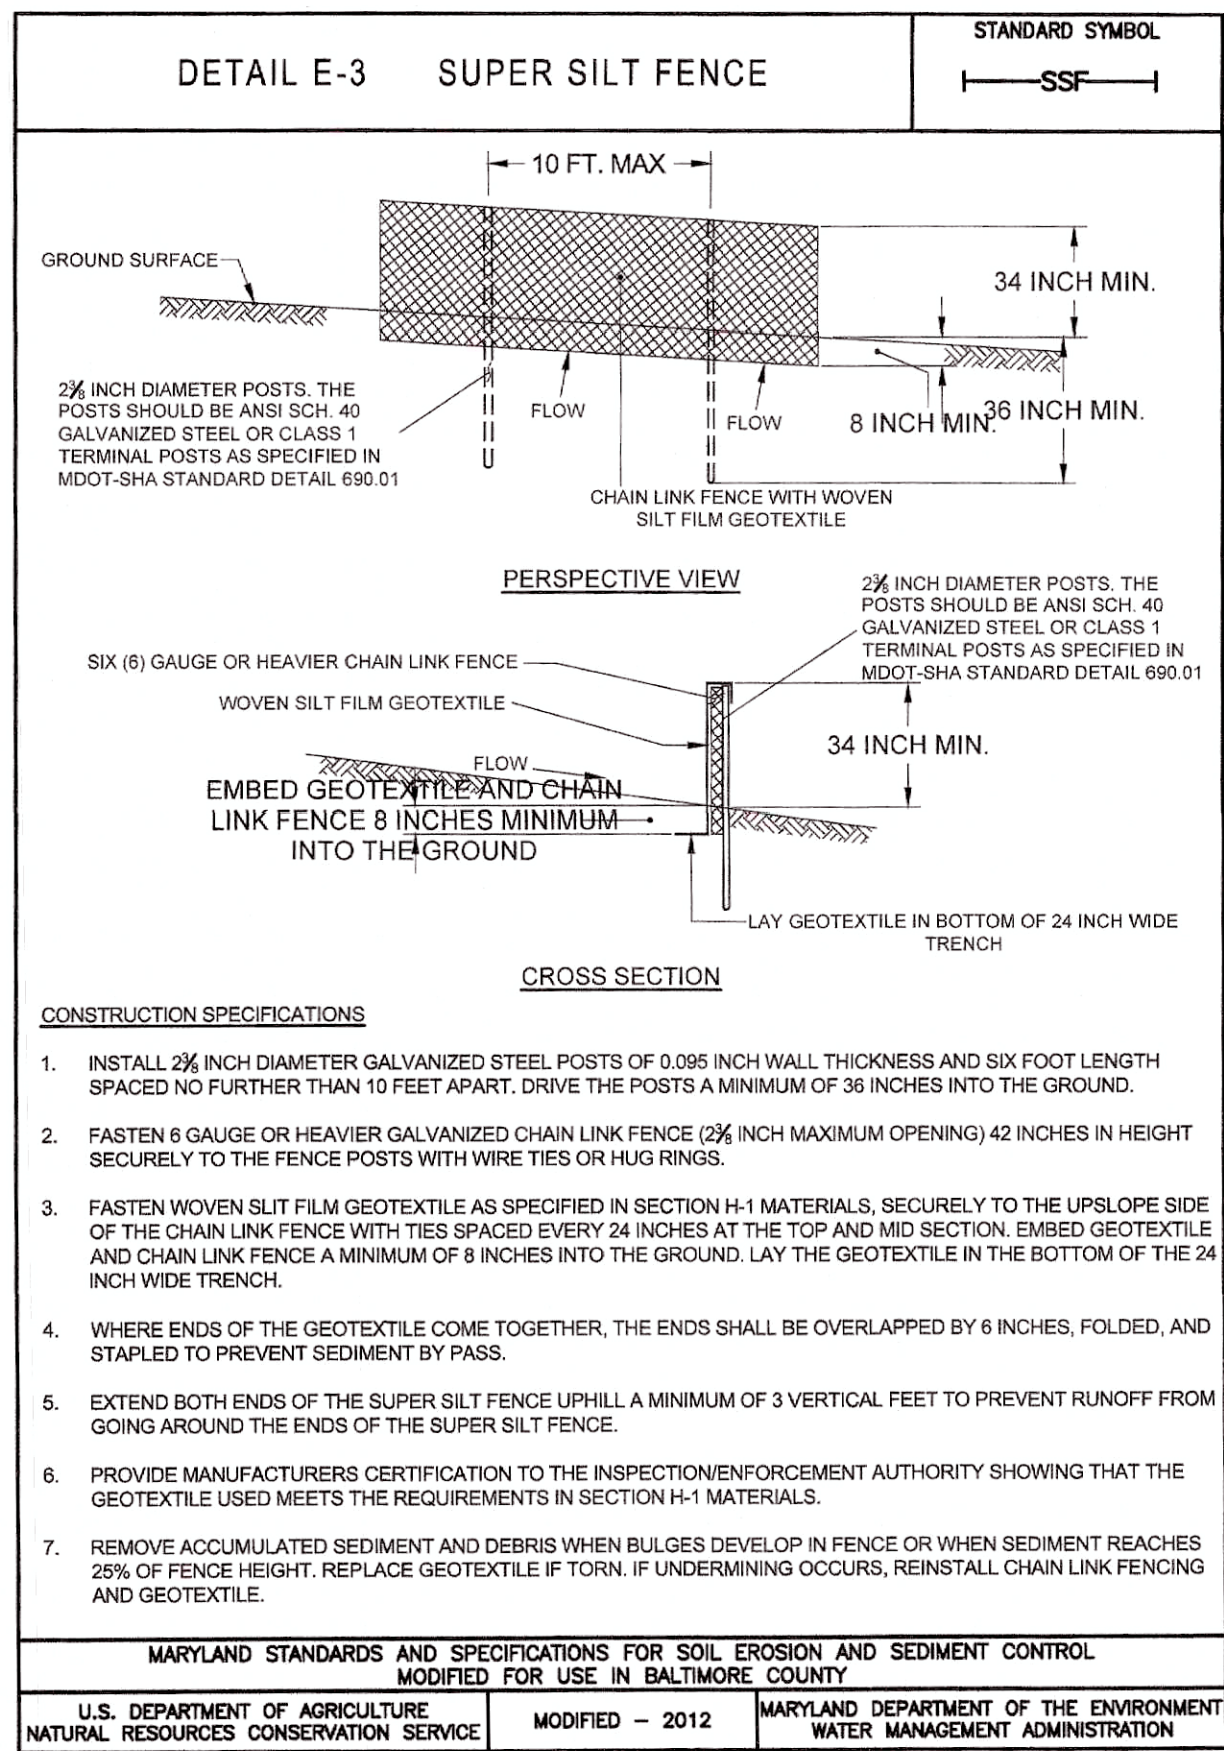 DETAIL E-3 SUPER SILT FENCE
STANDARD SYMBOL
SSF
10 FT. MAX
GROUND SURFACE
34 INCH MIN.
2⅜ INCH DIAMETER POSTS. THE
POSTS SHOULD BE ANSI SCH. 40
GALVANIZED STEEL OR CLASS 1
TERMINAL POSTS AS SPECIFIED IN
MDOT-SHA STANDARD DETAIL 690.01
FLOW
FLOW
8 INCH MIN.
36 INCH MIN.
CHAIN LINK FENCE WITH WOVEN
SILT FILM GEOTEXTILE
PERSPECTIVE VIEW
2⅜ INCH DIAMETER POSTS. THE
POSTS SHOULD BE ANSI SCH. 40
GALVANIZED STEEL OR CLASS 1
TERMINAL POSTS AS SPECIFIED IN
MDOT-SHA STANDARD DETAIL 690.01
SIX (6) GAUGE OR HEAVIER CHAIN LINK FENCE
WOVEN SILT FILM GEOTEXTILE
34 INCH MIN.
FLOW
EMBED GEOTEXTILE AND CHAIN
LINK FENCE 8 INCHES MINIMUM
INTO THE GROUND
LAY GEOTEXTILE IN BOTTOM OF 24 INCH WIDE
TRENCH
CROSS SECTION
CONSTRUCTION SPECIFICATIONS
1. INSTALL 2⅜ INCH DIAMETER GALVANIZED STEEL POSTS OF 0.095 INCH WALL THICKNESS AND SIX FOOT LENGTH
SPACED NO FURTHER THAN 10 FEET APART. DRIVE THE POSTS A MINIMUM OF 36 INCHES INTO THE GROUND.
2. FASTEN 6 GAUGE OR HEAVIER GALVANIZED CHAIN LINK FENCE (2⅜ INCH MAXIMUM OPENING) 42 INCHES IN HEIGHT
SECURELY TO THE FENCE POSTS WITH WIRE TIES OR HUG RINGS.
3. FASTEN WOVEN SLIT FILM GEOTEXTILE AS SPECIFIED IN SECTION H-1 MATERIALS, SECURELY TO THE UPSLOPE SIDE
OF THE CHAIN LINK FENCE WITH TIES SPACED EVERY 24 INCHES AT THE TOP AND MID SECTION. EMBED GEOTEXTILE
AND CHAIN LINK FENCE A MINIMUM OF 8 INCHES INTO THE GROUND. LAY THE GEOTEXTILE IN THE BOTTOM OF THE 24
INCH WIDE TRENCH.
4. WHERE ENDS OF THE GEOTEXTILE COME TOGETHER, THE ENDS SHALL BE OVERLAPPED BY 6 INCHES, FOLDED, AND
STAPLED TO PREVENT SEDIMENT BY PASS.
5. EXTEND BOTH ENDS OF THE SUPER SILT FENCE UPHILL A MINIMUM OF 3 VERTICAL FEET TO PREVENT RUNOFF FROM
GOING AROUND THE ENDS OF THE SUPER SILT FENCE.
6. PROVIDE MANUFACTURERS CERTIFICATION TO THE INSPECTION/ENFORCEMENT AUTHORITY SHOWING THAT THE
GEOTEXTILE USED MEETS THE REQUIREMENTS IN SECTION H-1 MATERIALS.
7. REMOVE ACCUMULATED SEDIMENT AND DEBRIS WHEN BULGES DEVELOP IN FENCE OR WHEN SEDIMENT REACHES
25% OF FENCE HEIGHT. REPLACE GEOTEXTILE IF TORN. IF UNDERMINING OCCURS, REINSTALL CHAIN LINK FENCING
AND GEOTEXTILE.
MARYLAND STANDARDS AND SPECIFICATIONS FOR SOIL EROSION AND SEDIMENT CONTROL
MODIFIED FOR USE IN BALTIMORE COUNTY
U.S. DEPARTMENT OF AGRICULTURE
NATURAL RESOURCES CONSERVATION SERVICE
MODIFIED – 2012
MARYLAND DEPARTMENT OF THE ENVIRONMENT
WATER MANAGEMENT ADMINISTRATION